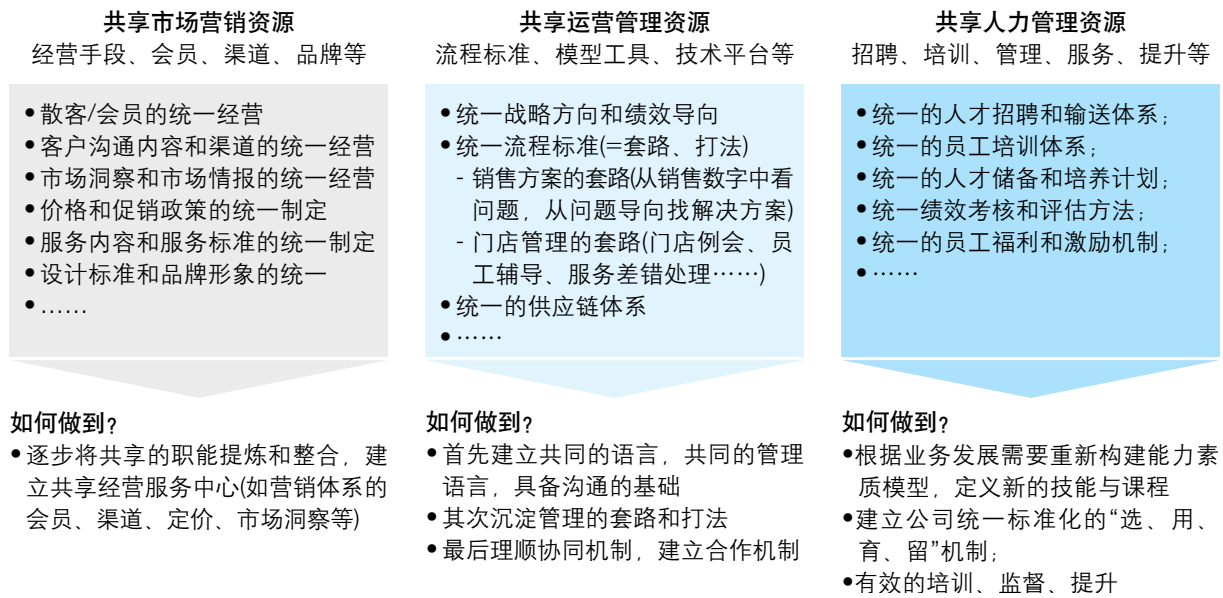 共享市场营销资源
经营手段、会员、渠道、品牌等
●散客/会员的统一经营
●客户沟通内容和渠道的统一经营
●市场洞察和市场情报的统一经营
●价格和促销政策的统一制定
●服务内容和服务标准的统一制定
●设计标准和品牌形象的统一
●……
如何做到?
●逐步将共享的职能提炼和整合，建
立共享经营服务中心(如营销体系的
会员、渠道、定价、市场洞察等)
共享运营管理资源
流程标准、模型工具、技术平台等
●统一战略方向和绩效导向
●统一流程标准(=套路、打法)
- 销售方案的套路(从销售数字中看
问题，从问题导向找解决方案)
- 门店管理的套路(门店例会、员
工辅导、服务差错处理……)
●统一的供应链体系
●……
如何做到?
●首先建立共同的语言，共同的管理
语言，具备沟通的基础
●其次沉淀管理的套路和打法
●最后理顺协同机制，建立合作机制
共享人力管理资源
招聘、培训、管理、服务、提升等
●统一的人才招聘和输送体系；
●统一的员工培训体系；
●统一的人才储备和培养计划；
●统一绩效考核和评估方法；
●统一的员工福利和激励机制；
●……
如何做到?
●根据业务发展需要重新构建能力素
质模型，定义新的技能与课程
●建立公司统一标准化的“选、用、
育、留”机制；
●有效的培训、监督、提升